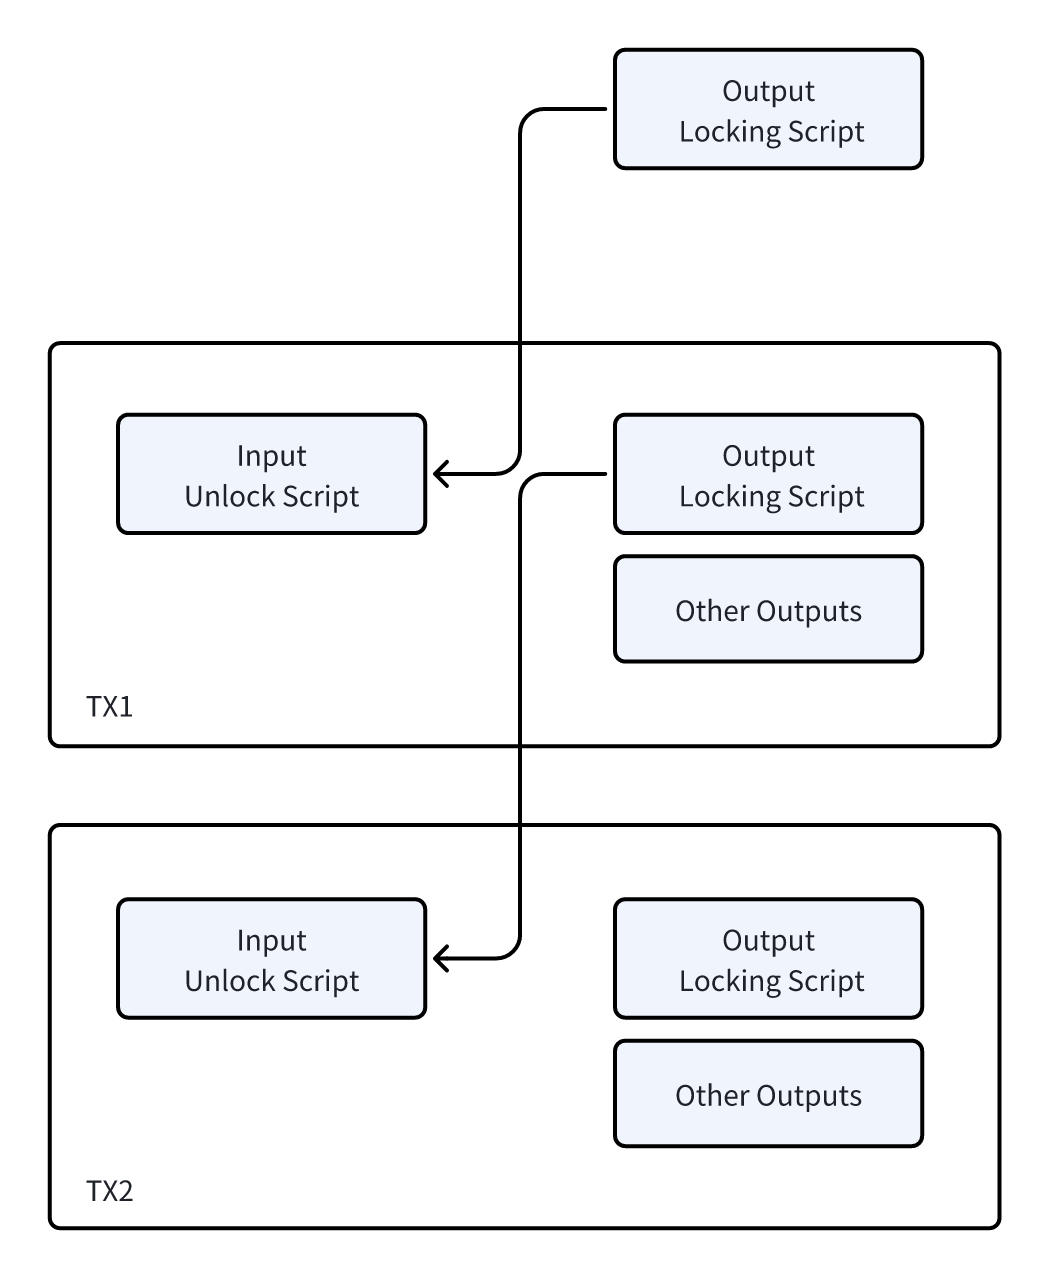 Output
Locking Script
Input
Unlock Script
Output
Locking Script
Other Outputs
TX1
Input
Unlock Script
Output
Locking Script
Other Outputs
TX2